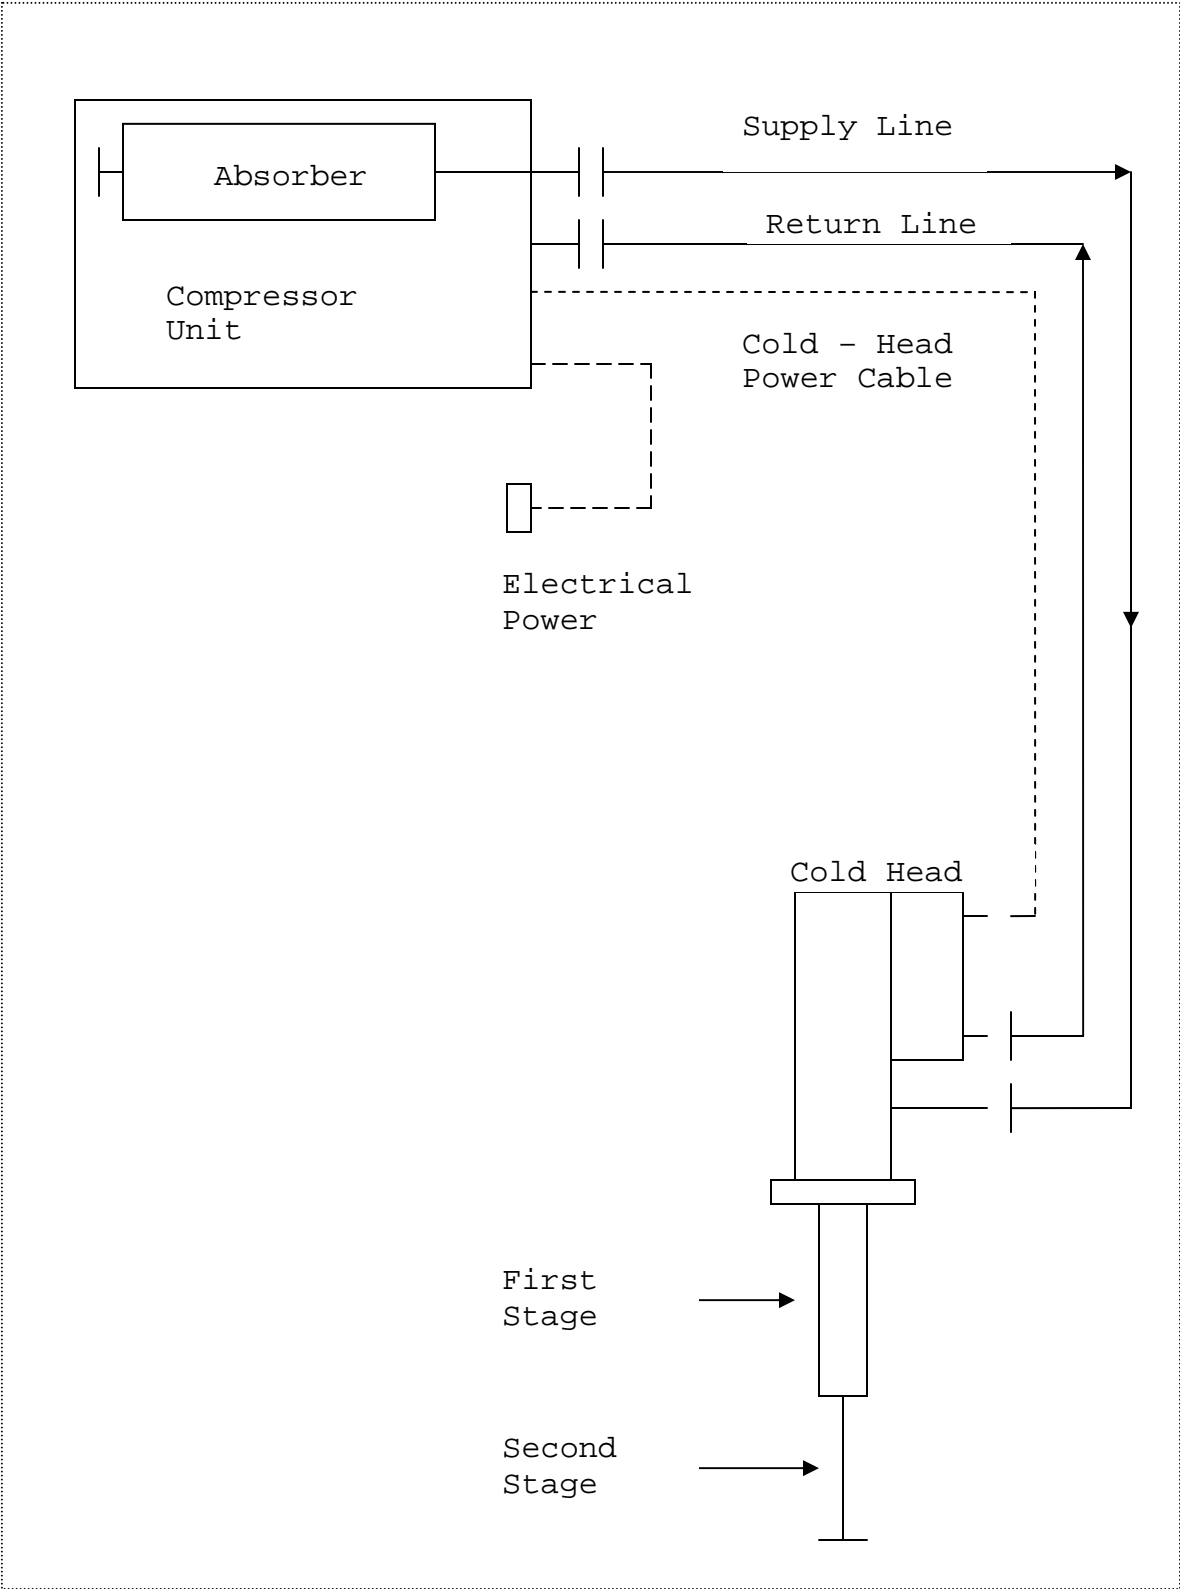 Supply Line
Absorber
Return Line
Compressor
Unit
Cold – Head
Power Cable
Electrical
Power
Cold Head
First
Stage
Second
Stage